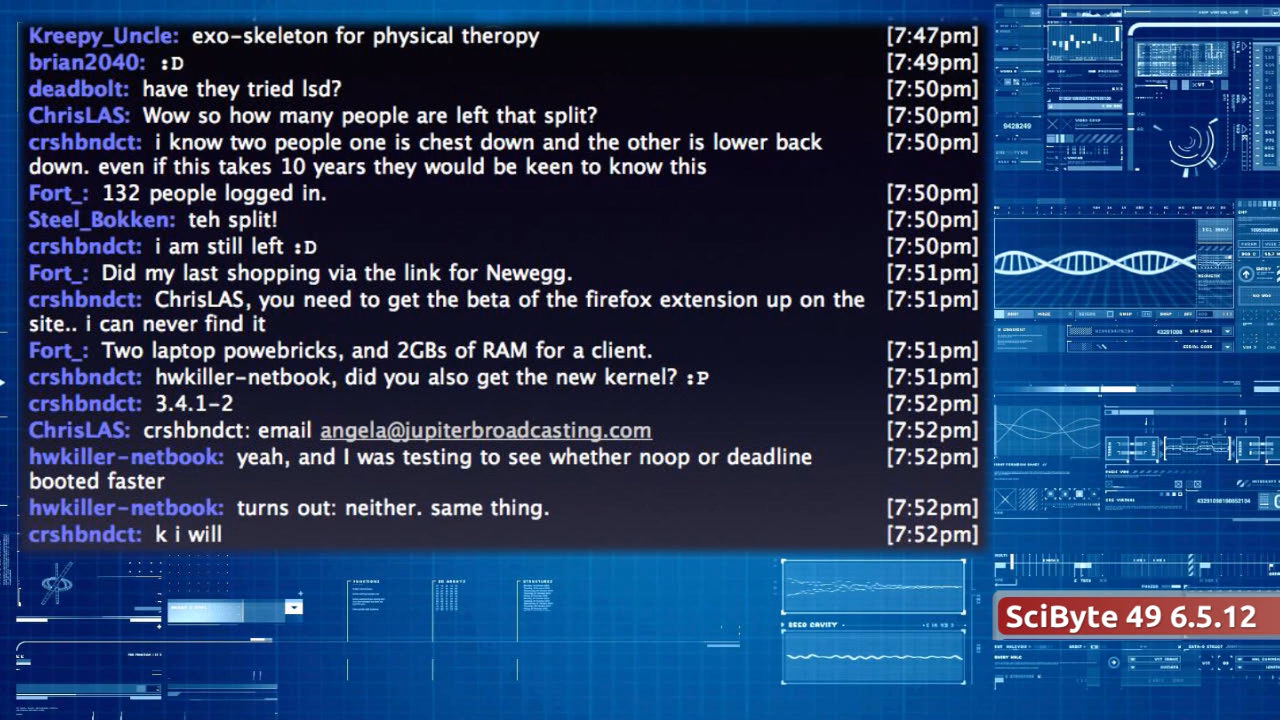 Kreepy_Uncle: exo-skeleton for physical theropy [7:47pm]
brian2040: :D [7:49pm]
deadbolt: have they tried lsd? [7:50pm]
ChrisLAS: Wow so how many people are left that split? [7:50pm]
crshbndct: i know two people one is chest down and the other is lower back [7:50pm]
down. even if this takes 10 years they would be keen to know this
Fort_: 132 people logged in. [7:50pm]
Steel_Bokken: teh split! [7:50pm]
crshbndct: i am still left :D [7:50pm]
Fort_: Did my last shopping via the link for Newegg. [7:51pm]
crshbndct: ChrisLAS, you need to get the beta of the firefox extension up on the [7:51pm]
site.. i can never find it
Fort_: Two laptop powebricks, and 2GBs of RAM for a client. [7:51pm]
crshbndct: hwkiller-netbook, did you also get the new kernel? :P [7:51pm]
crshbndct: 3.4.1-2 [7:52pm]
ChrisLAS: crshbndct: email angela@jupiterbroadcasting.com [7:52pm]
hwkiller-netbook: yeah, and I was testing to see whether noop or deadline [7:52pm]
booted faster
hwkiller-netbook: turns out: neither. same thing. [7:52pm]
crshbndct: k i will [7:52pm]
9428249
SciByte 49 6.5.12